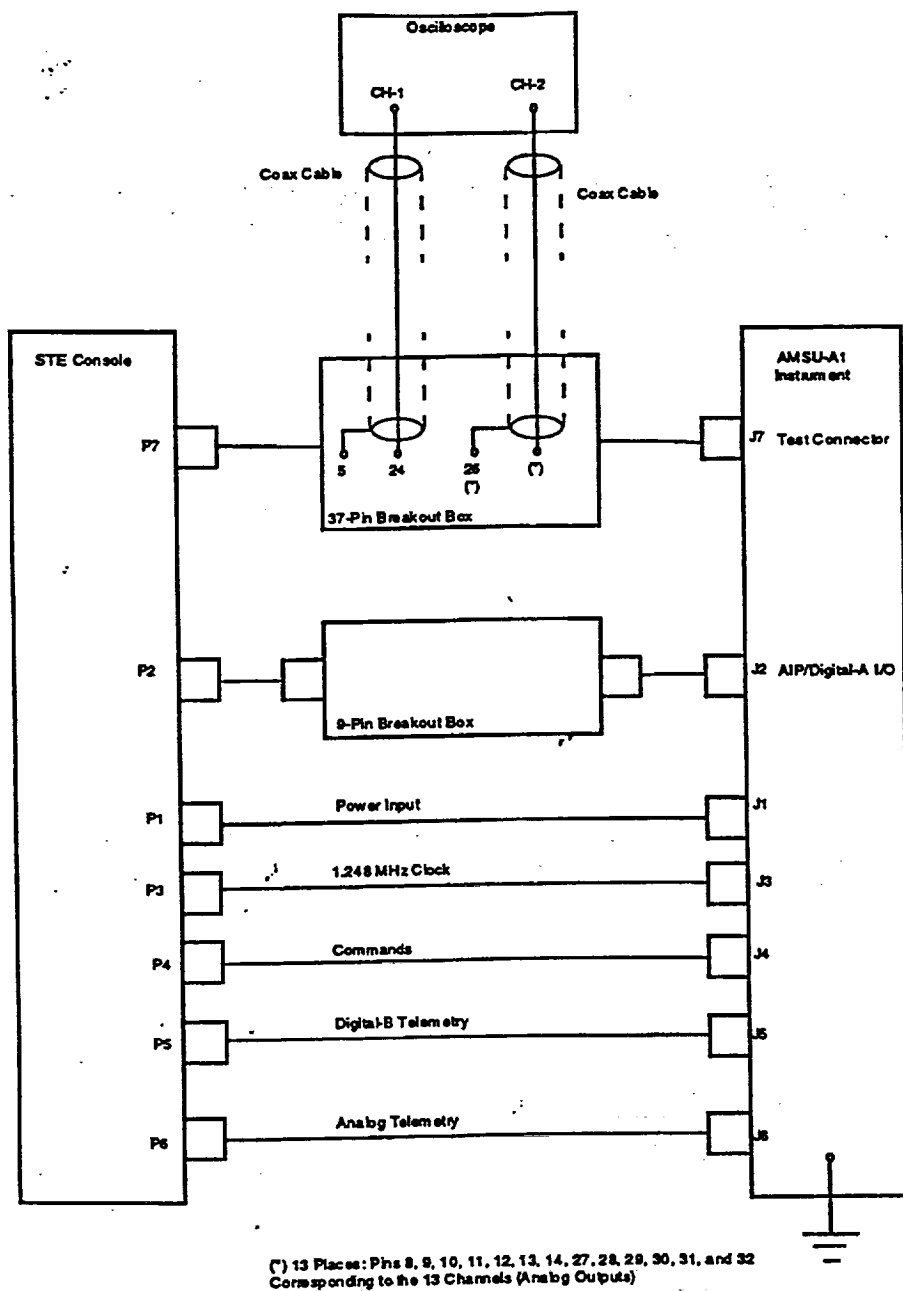 Oscilloscope
CH-1
CH-2
Coax Cable
Coax Cable
STE Console
AMSU-A1
Instrument
P7
J7 Test Connector
5
24
26
(*)
(*)
37-Pin Breakout Box
P2
J2 AIP/Digital-A I/O
9-Pin Breakout Box
P1
Power Input
J1
P3
1.248 MHz Clock
J3
P4
Commands
J4
P5
Digital-B Telemetry
J5
P6
Analog Telemetry
J6
(*) 13 Places: Pins 8, 9, 10, 11, 12, 13, 14, 27, 28, 29, 30, 31, and 32
Corresponding to the 13 Channels (Analog Outputs)